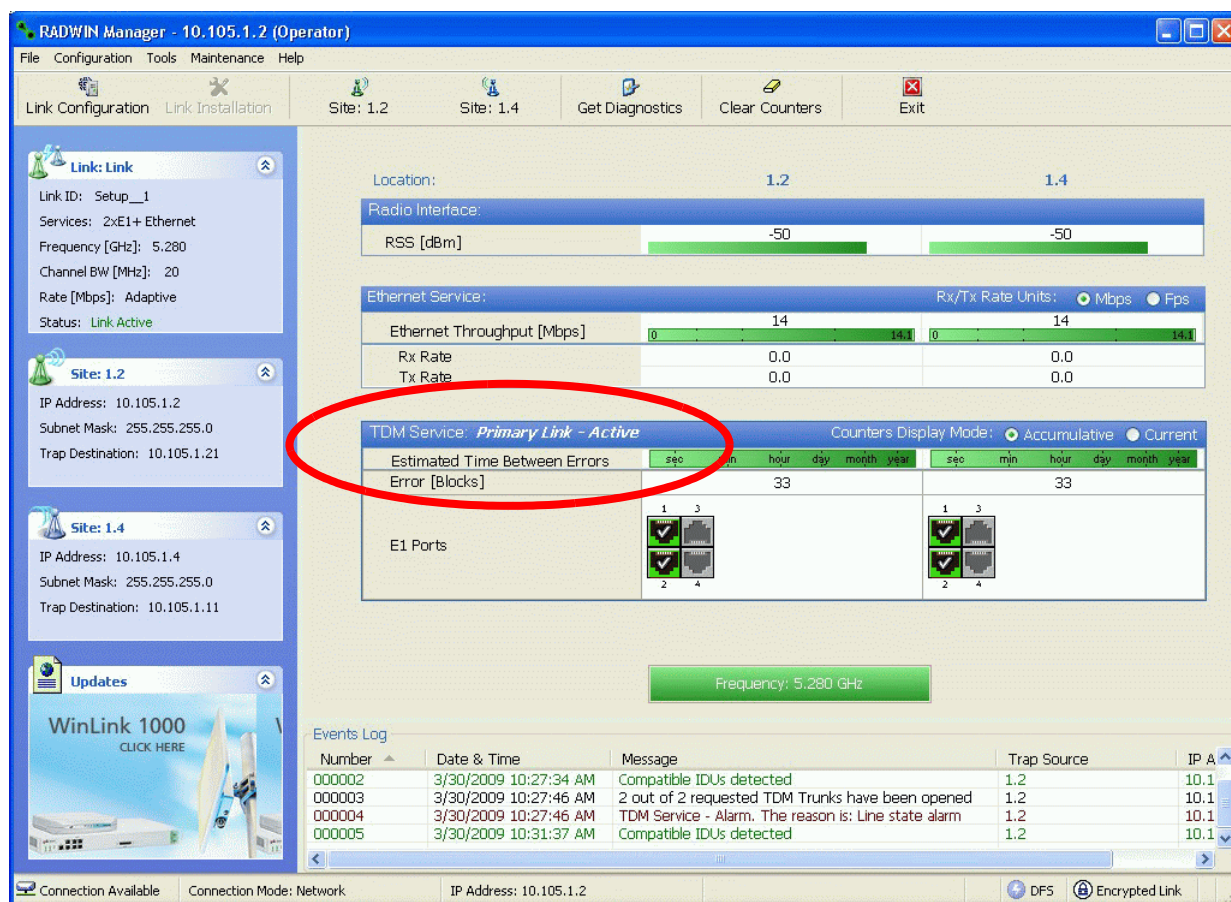 RADWIN Manager - 10.105.1.2 (Operator)
File Configuration Tools Maintenance Help
Link Configuration Link Installation Site: 1.2 Site: 1.4 Get Diagnostics Clear Counters Exit
Link: Link
Link ID: Setup__1
Services: 2xE1+ Ethernet
Frequency [GHz]: 5.280
Channel BW [MHz]: 20
Rate [Mbps]: Adaptive
Status: Link Active
Site: 1.2
IP Address: 10.105.1.2
Subnet Mask: 255.255.255.0
Trap Destination: 10.105.1.21
Site: 1.4
IP Address: 10.105.1.4
Subnet Mask: 255.255.255.0
Trap Destination: 10.105.1.11
Updates
WinLink 1000
CLICK HERE
Location: 1.2 1.4
Radio Interface:
RSS [dBm] -50 -50
Ethernet Service: Rx/Tx Rate Units: Mbps Fps
Ethernet Throughput [Mbps] 0 14 14.1 0 14 14.1
Rx Rate 0.0 0.0
Tx Rate 0.0 0.0
TDM Service: Primary Link - Active Counters Display Mode: Accumulative Current
Estimated Time Between Errors sec min hour day month year sec min hour day month year
Error [Blocks] 33 33
E1 Ports
1 3 1 3
2 4 2 4
Frequency: 5.280 GHz
Events Log
Number Date & Time Message Trap Source IP A
000002 3/30/2009 10:27:34 AM Compatible IDUs detected 1.2 10.1
000003 3/30/2009 10:27:46 AM 2 out of 2 requested TDM Trunks have been opened 1.2 10.1
000004 3/30/2009 10:27:46 AM TDM Service - Alarm. The reason is: Line state alarm 1.2 10.1
000005 3/30/2009 10:31:37 AM Compatible IDUs detected 1.2 10.1
Connection Available Connection Mode: Network IP Address: 10.105.1.2 DFS Encrypted Link